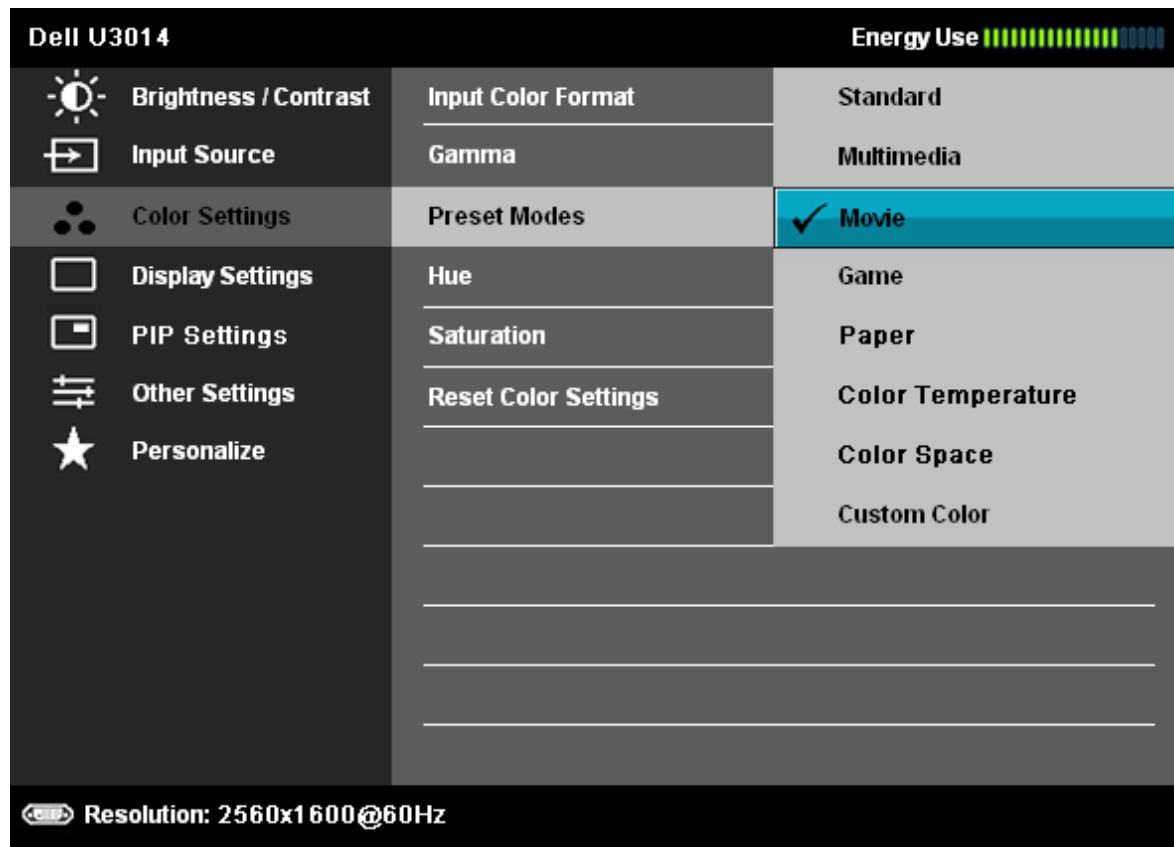 Dell U3014
Energy Use
Brightness / Contrast
Input Source
Color Settings
Display Settings
PIP Settings
Other Settings
Personalize
Input Color Format
Gamma
Preset Modes
Hue
Saturation
Reset Color Settings
Standard
Multimedia
Movie
Game
Paper
Color Temperature
Color Space
Custom Color
Resolution: 2560x1600@60Hz